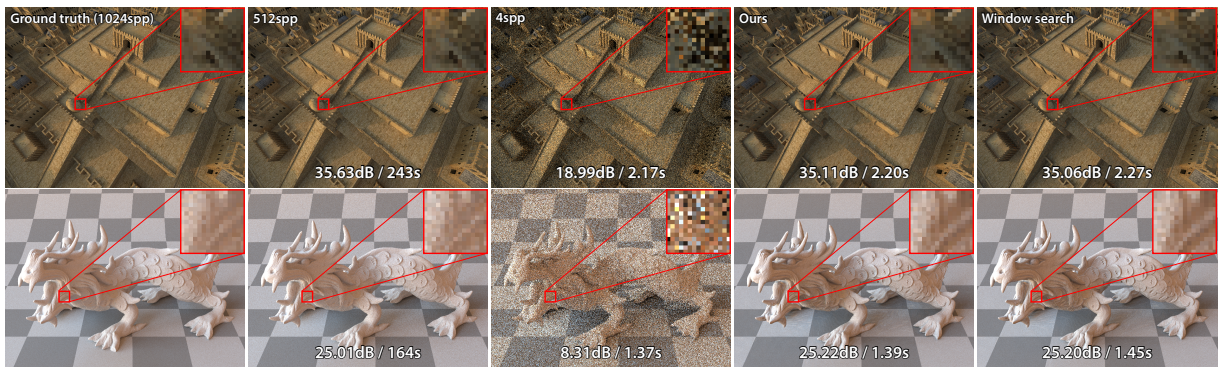 Ground truth (1024spp)
512spp
4spp
Ours
Window search
35.63dB / 243s
18.99dB / 2.17s
35.11dB / 2.20s
35.06dB / 2.27s
25.01dB / 164s
8.31dB / 1.37s
25.22dB / 1.39s
25.20dB / 1.45s